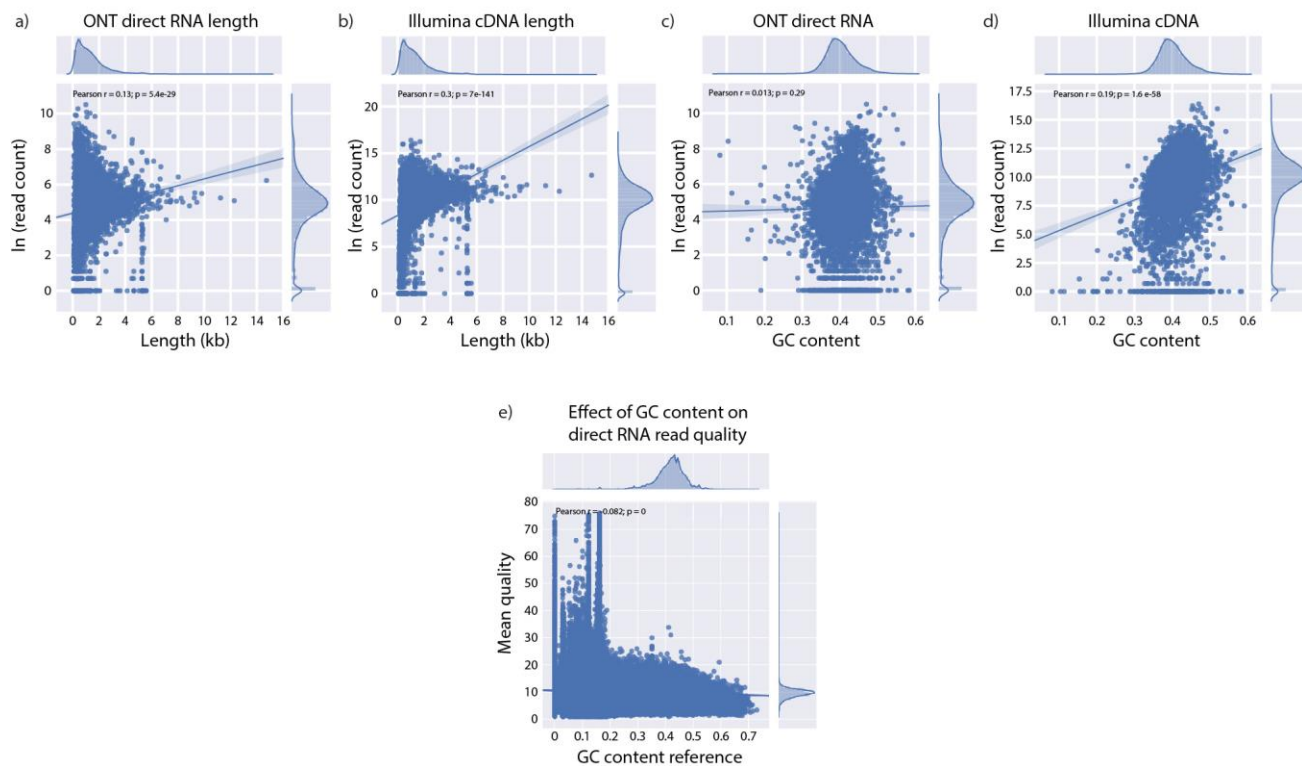 a) ONT direct RNA length
Pearson r = 0.13; p = 5.4e-29
ln (read count)
10
8
6
4
2
0
0 2 4 6 8 10 12 14 16
Length (kb)
b) Illumina cDNA length
Pearson r = 0.3; p = 7e-141
ln (read count)
20
15
10
5
0
0 2 4 6 8 10 12 14 16
Length (kb)
c) ONT direct RNA
Pearson r = 0.013; p = 0.29
ln (read count)
10
8
6
4
2
0
0.1 0.2 0.3 0.4 0.5 0.6
GC content
d) Illumina cDNA
Pearson r = 0.19; p = 1.6 e-58
ln (read count)
17.5
15.0
12.5
10.0
7.5
5.0
2.5
0.0
0.1 0.2 0.3 0.4 0.5 0.6
GC content
e) Effect of GC content on
direct RNA read quality
Pearson r = -0.082; p = 0
Mean quality
80
70
60
50
40
30
20
10
0
0 0.1 0.2 0.3 0.4 0.5 0.6 0.7
GC content reference